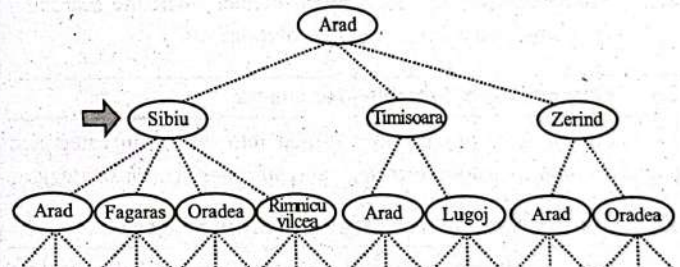 Arad
Sibiu
Timisoara
Zerind
Arad
Fagaras
Oradea
Rimnicu
vilcea
Arad
Lugoj
Arad
Oradea